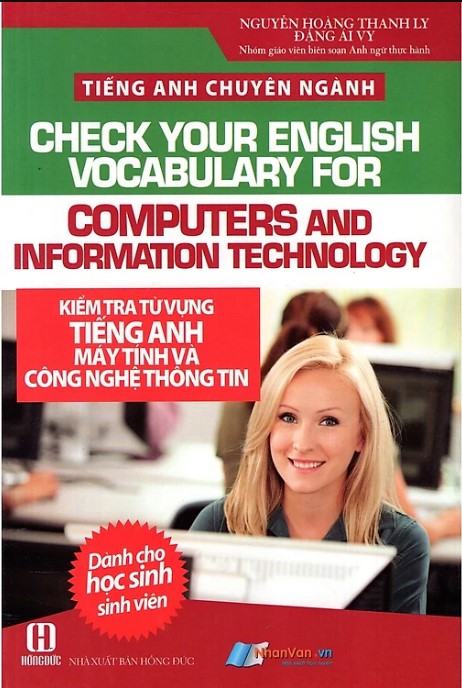 NGUYỄN HOÀNG THANH LY
ĐẶNG ÁI VY
Nhóm giáo viên biên soạn Anh ngữ thực hành
TIẾNG ANH CHUYÊN NGÀNH
CHECK YOUR ENGLISH
VOCABULARY FOR
COMPUTERS AND
INFORMATION TECHNOLOGY
KIỂM TRA TỪ VỰNG
TIẾNG ANH
MÁY TÍNH VÀ
CÔNG NGHỆ THÔNG TIN
Dành cho
học sinh
sinh viên
H
HỒNG ĐỨC
NHÀ XUẤT BẢN HỒNG ĐỨC
NhanVan.vn